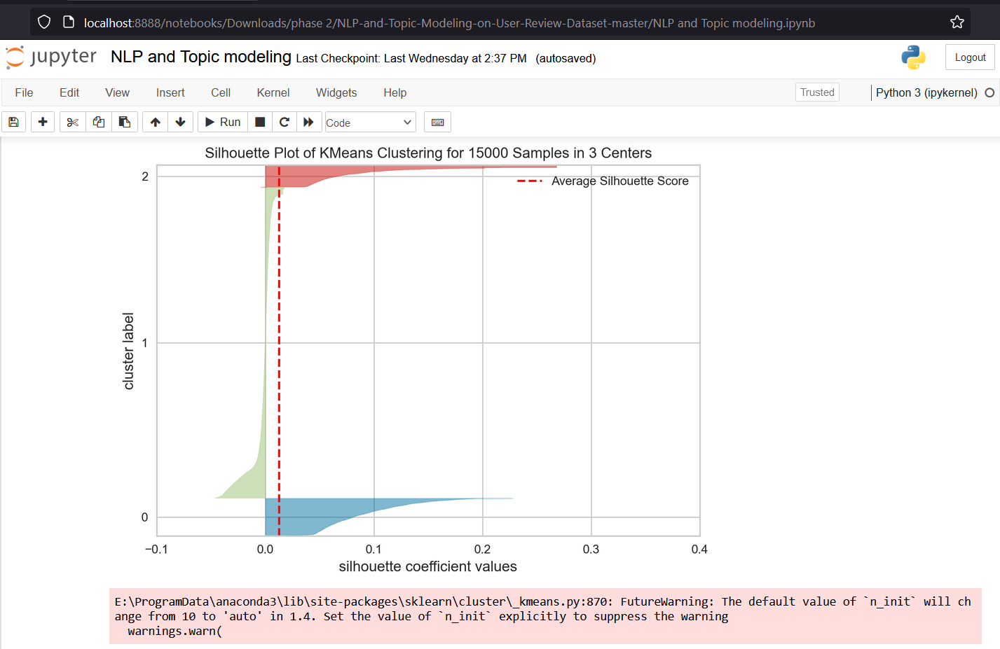 localhost:8888/notebooks/Downloads/phase 2/NLP-and-Topic-Modeling-on-User-Review-Dataset-master/NLP and Topic modeling.ipynb
jupyter NLP and Topic modeling Last Checkpoint: Last Wednesday at 2:37 PM (autosaved) Logout
File Edit View Insert Cell Kernel Widgets Help Trusted Python 3 (ipykernel)
Run Code
Silhouette Plot of KMeans Clustering for 15000 Samples in 3 Centers
2
Average Silhouette Score
cluster label
1
0
−0.1 0.0 0.1 0.2 0.3 0.4
silhouette coefficient values
E:\ProgramData\anaconda3\lib\site-packages\sklearn\cluster\_kmeans.py:870: FutureWarning: The default value of `n_init` will ch
ange from 10 to 'auto' in 1.4. Set the value of `n_init` explicitly to suppress the warning
warnings.warn(